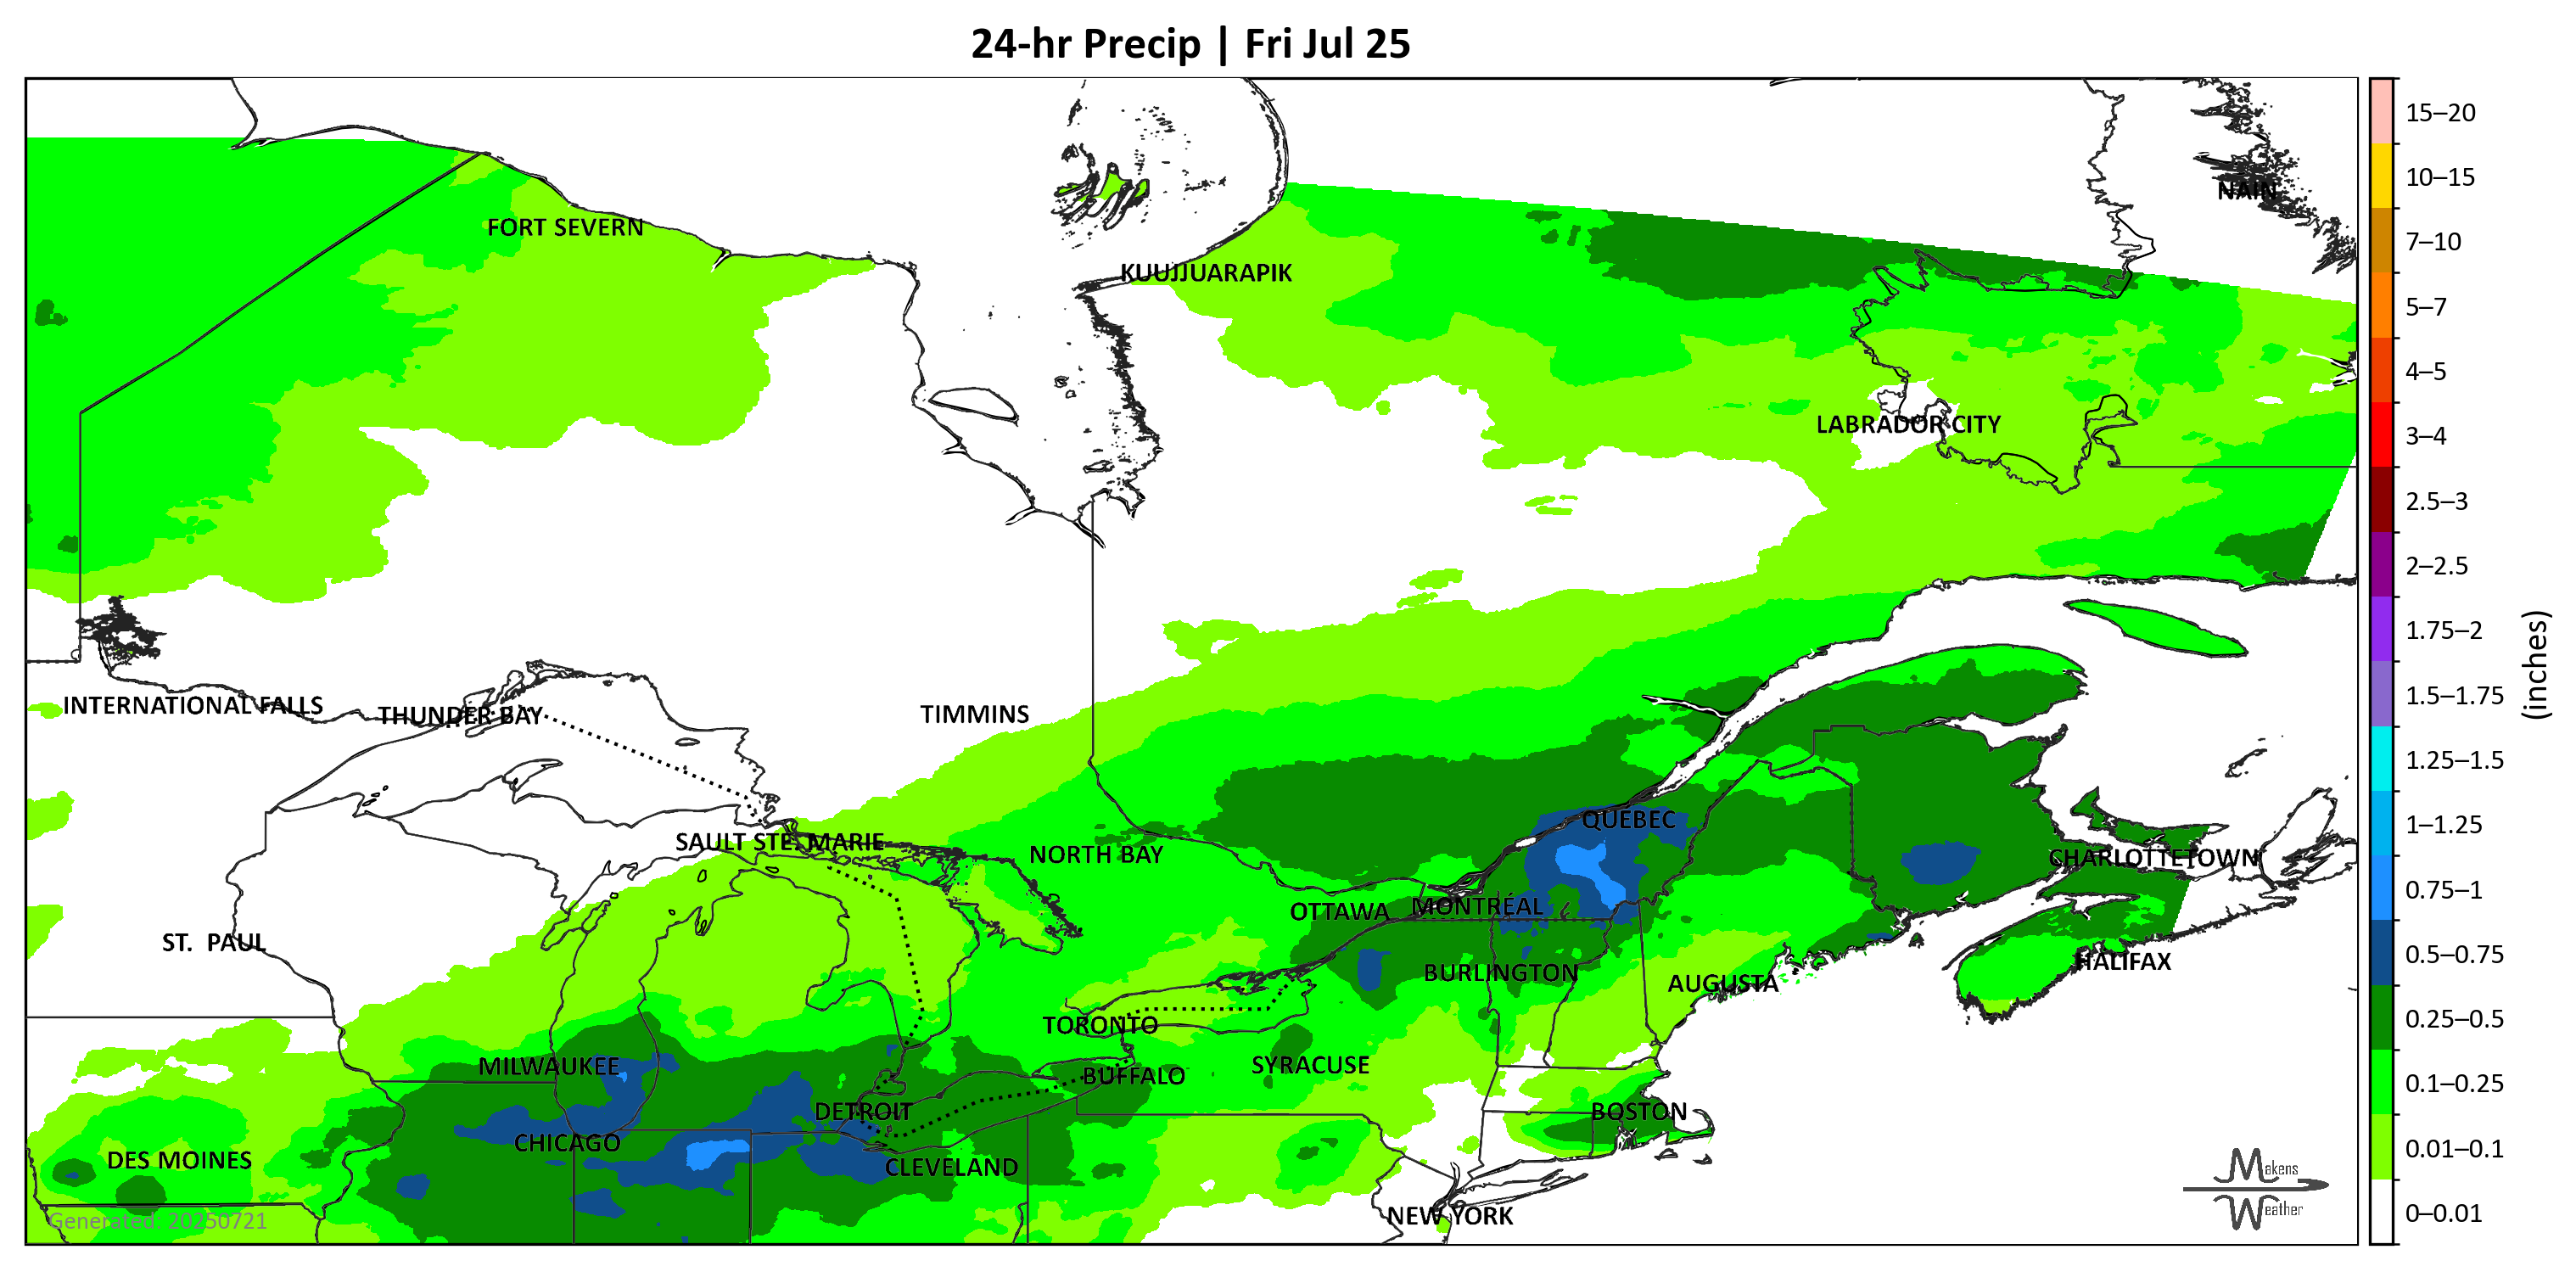 24-hr Precip | Fri Jul 25
15–20
10–15
NAIN
7–10
FORT SEVERN
KUUJJUARAPIK
5–7
4–5
LABRADOR CITY
3–4
2.5–3
2–2.5
1.75–2
(inches)
INTERNATIONAL FALLS
THUNDER BAY
TIMMINS
1.5–1.75
1.25–1.5
QUEBEC
1–1.25
SAULT STE. MARIE
NORTH BAY
CHARLOTTETOWN
0.75–1
OTTAWA
MONTRÉAL
ST. PAUL
0.5–0.75
BURLINGTON
AUGUSTA
HALIFAX
TORONTO
0.25–0.5
MILWAUKEE
BUFFALO
SYRACUSE
0.1–0.25
DETROIT
BOSTON
CHICAGO
0.01–0.1
DES MOINES
CLEVELAND
Makens
Weather
Generated: 20250721
NEW YORK
0–0.01